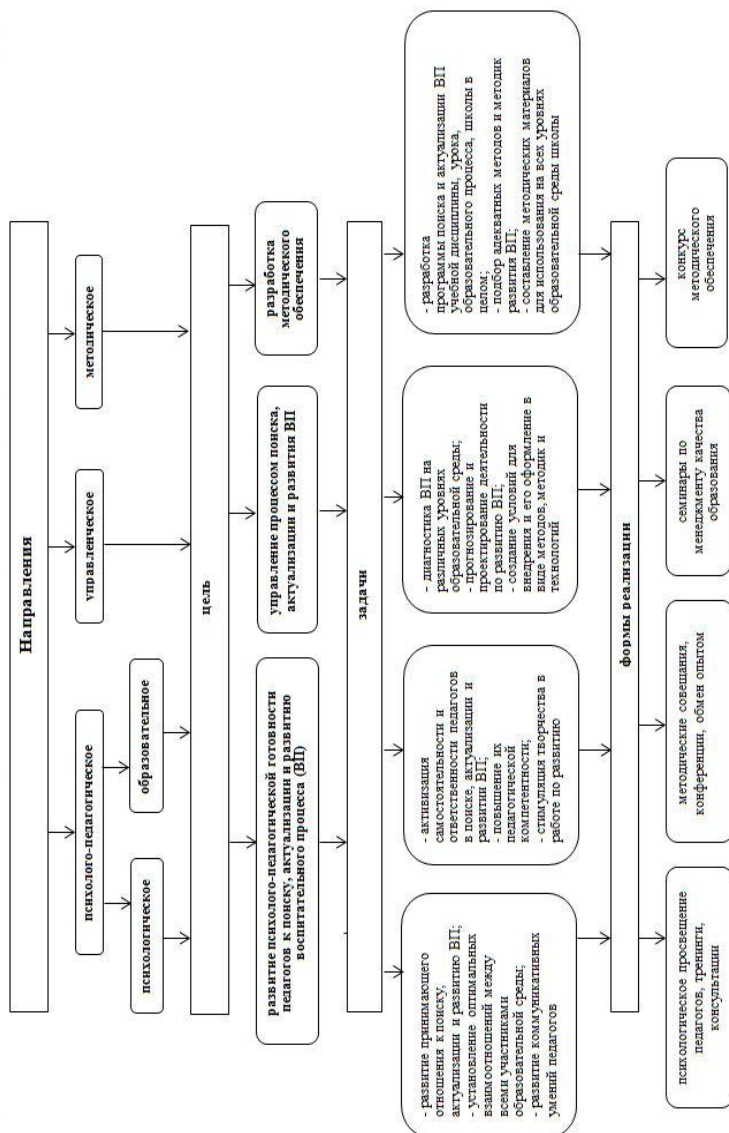 Направления
психолого-педагогическое
управленческое
методическое
психологическое
образовательное
цель
развитие психолого-педагогической готовности
педагогов к поиску, актуализации и развитию
воспитательного процесса (ВП)
управление процессом поиска,
актуализации и развития ВП
разработка
методического
обеспечения
задачи
- развитие принимающего
отношения к поиску,
актуализации и развитию ВП;
- установление оптимальных
взаимоотношений между
всеми участниками
образовательной среды;
- развитие коммуникативных
умений педагогов
- активизация
самостоятельности и
ответственности педагогов
в поиске, актуализации и
развитии ВП;
- повышение их
педагогической
компетентности;
- стимуляция творчества в
работе по развитию
– диагностика ВП на
различных уровнях
образовательной среды;
- прогнозирование и
проектирование деятельности
по развитию ВП;
- создание условий для
внедрения и его оформление в
виде методов, методик и
технологий
- разработка
программы поиска и актуализации ВП
учебной дисциплины, урока,
образовательного процесса, школы в
целом;
- подбор адекватных методов и методик
развития ВП;
- составление методических материалов
для использования на всех уровнях
образовательной среды школы
формы реализации
психологическое просвещение
педагогов, тренинги,
консультации
методические совещания,
конференции, обмен опытом
семинары по
менеджменту качества
образования
конкурс
методического
обеспечения